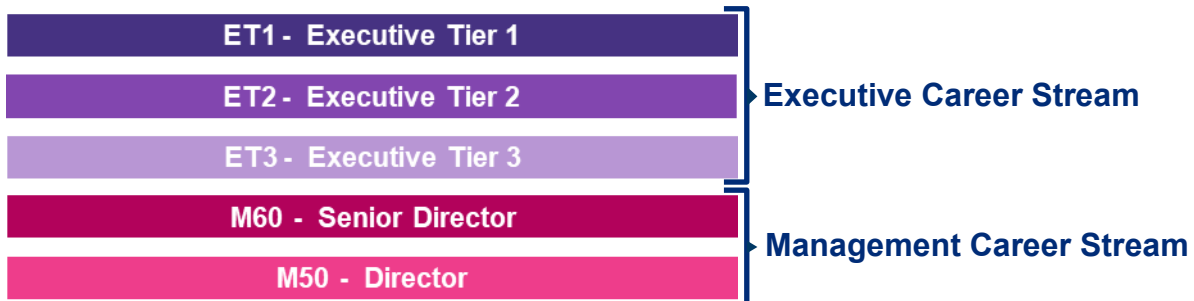 ET1 - Executive Tier 1
ET2 - Executive Tier 2
Executive Career Stream
ET3 - Executive Tier 3
M60 - Senior Director
Management Career Stream
M50 - Director